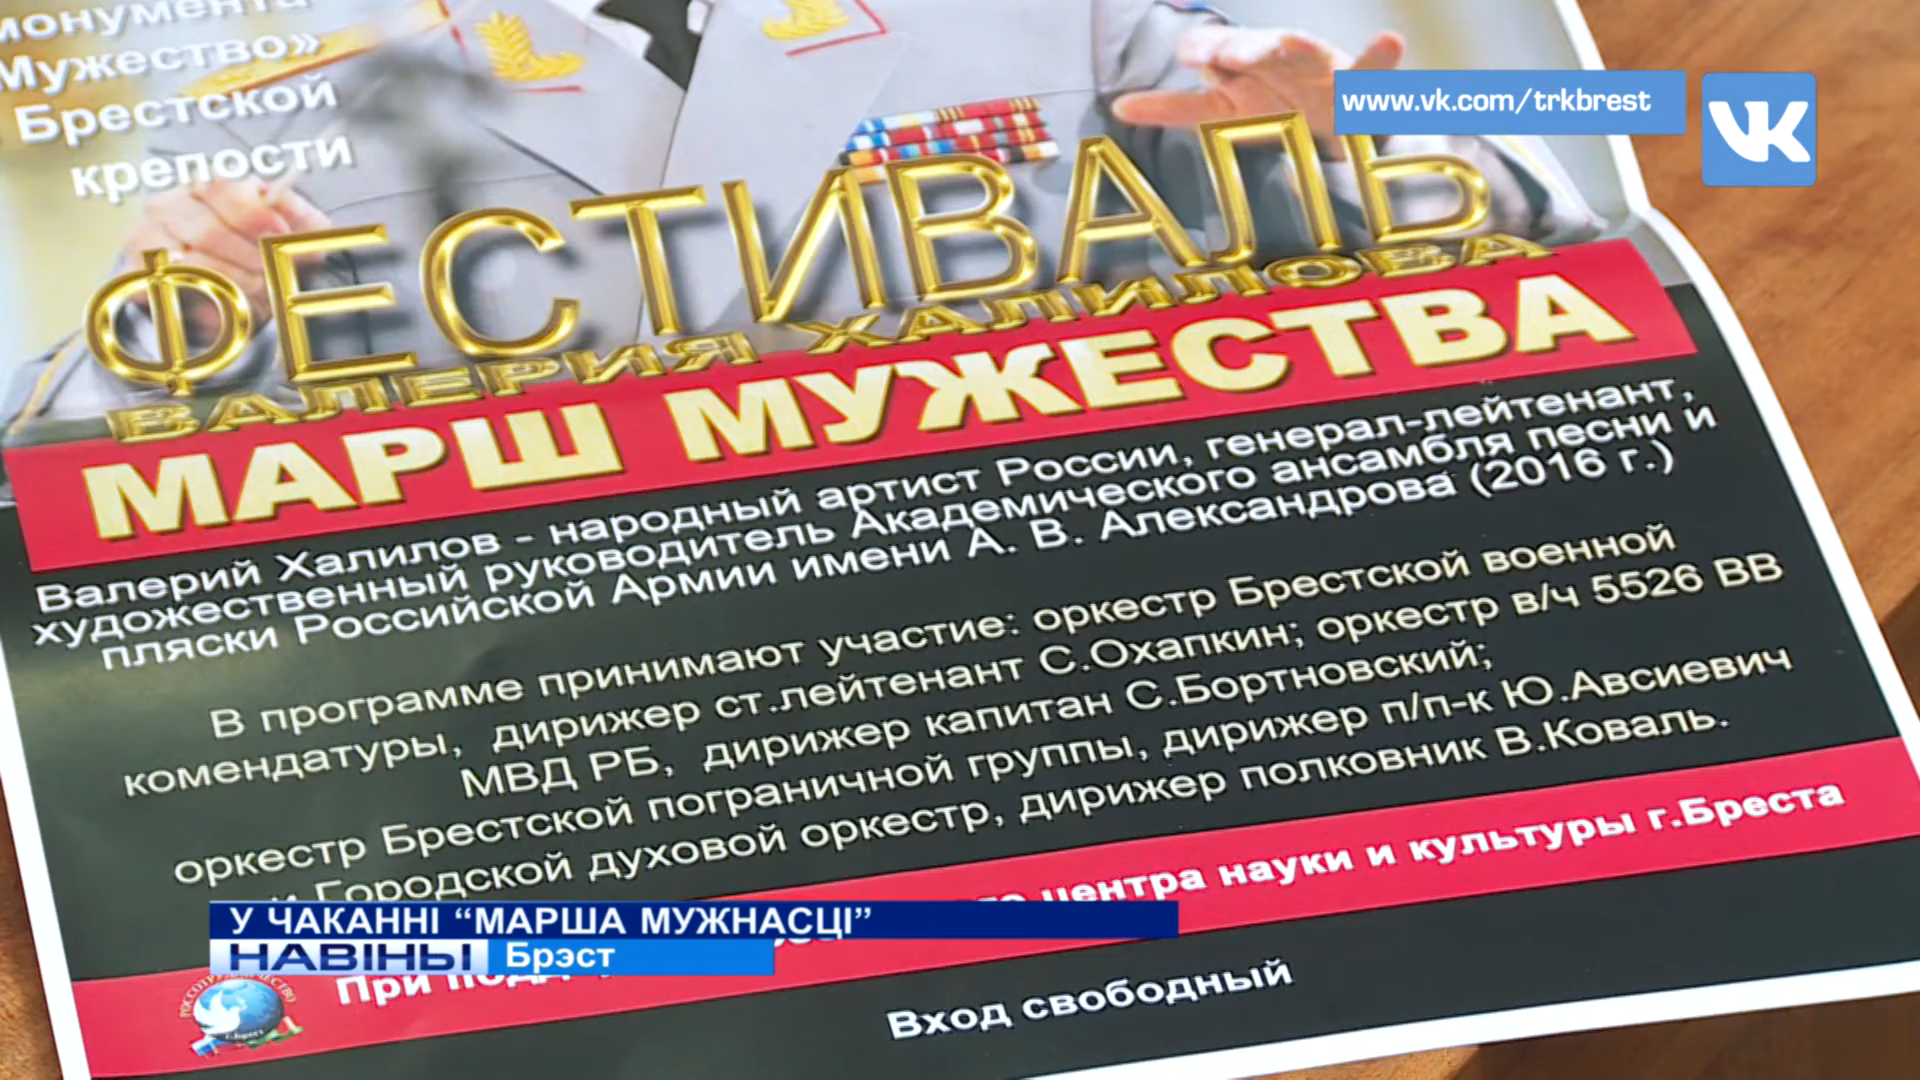 монумента
Мужество»
Брестской
крепости
www.vk.com/trkbrest
ФЕСТИВАЛЬ
ВАЛЕРИЯ ХАЛИЛОВА
МАРШ МУЖЕСТВА
Валерий Халилов - народный артист России, генерал-лейтенант,
художественный руководитель Академического ансамбля песни и
пляски Российской Армии имени А. В. Александрова (2016 г.)
В программе принимают участие: оркестр Брестской военной
комендатуры, дирижер ст.лейтенант С.Охапкин; оркестр в/ч 5526 ВВ
МВД РБ, дирижер капитан С.Бортновский;
оркестр Брестской пограничной группы, дирижер п/п-к Ю.Авсиевич
и Городской духовой оркестр, дирижер полковник В.Коваль.
При центра науки и культуры г.Бреста
Вход свободный
У ЧАКАННІ “МАРША МУЖНАСЦІ”
НАВІНЫ Брэст